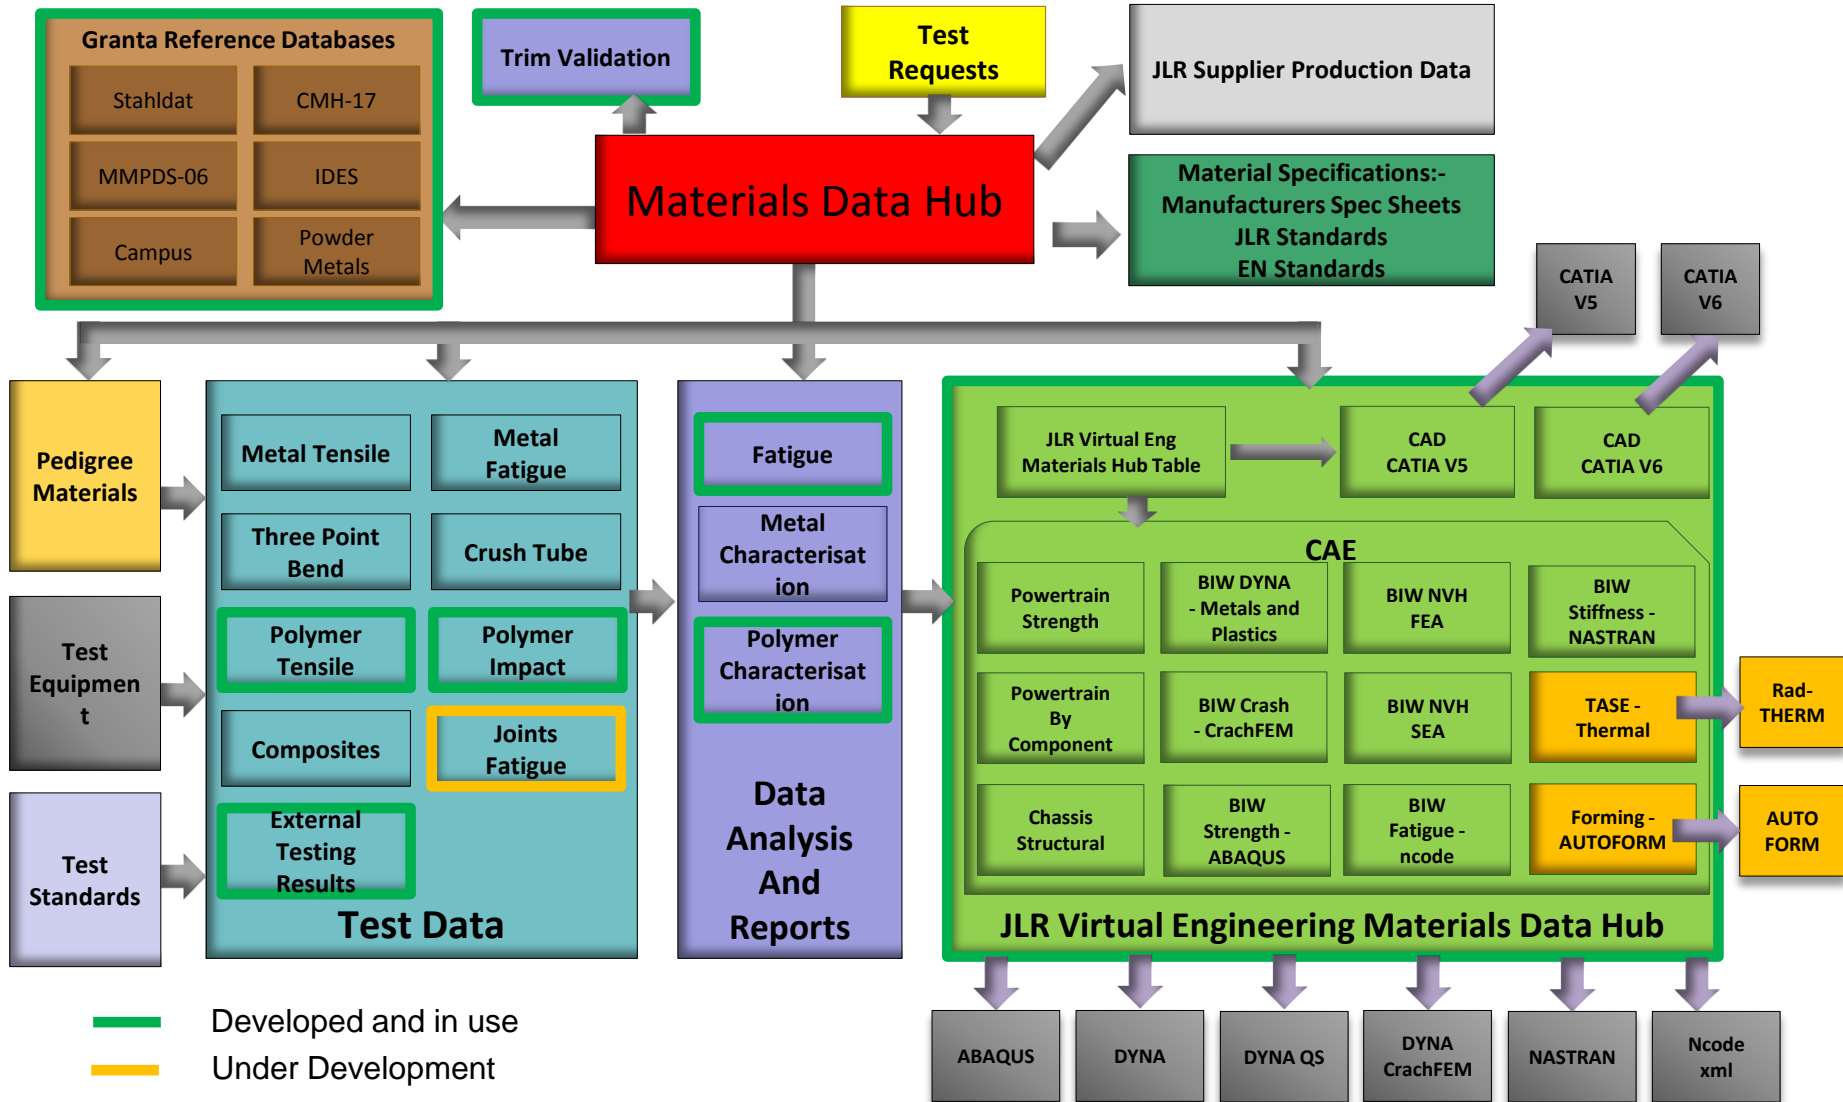 Granta Reference Databases
Stahldat
CMH-17
MMPDS-06
IDES
Campus
Powder
Metals
Trim Validation
Test
Requests
JLR Supplier Production Data
Materials Data Hub
Material Specifications:-
Manufacturers Spec Sheets
JLR Standards
EN Standards
CATIA
V5
CATIA
V6
Pedigree
Materials
Test
Equipmen
t
Test
Standards
Metal Tensile
Metal
Fatigue
Three Point
Bend
Crush Tube
Polymer
Tensile
Polymer
Impact
Composites
Joints
Fatigue
External
Testing
Results
Test Data
Fatigue
Metal
Characterisat
ion
Polymer
Characterisat
ion
Data
Analysis
And
Reports
JLR Virtual Eng
Materials Hub Table
CAD
CATIA V5
CAD
CATIA V6
CAE
Powertrain
Strength
BIW DYNA
- Metals and
Plastics
BIW NVH
FEA
BIW
Stiffness -
NASTRAN
Powertrain
By
Component
BIW Crash
- CrachFEM
BIW NVH
SEA
TASE -
Thermal
Chassis
Structural
BIW
Strength -
ABAQUS
BIW
Fatigue -
ncode
Forming -
AUTOFORM
JLR Virtual Engineering Materials Data Hub
Rad-
THERM
AUTO
FORM
ABAQUS
DYNA
DYNA QS
DYNA
CrachFEM
NASTRAN
Ncode
xml
Developed and in use
Under Development